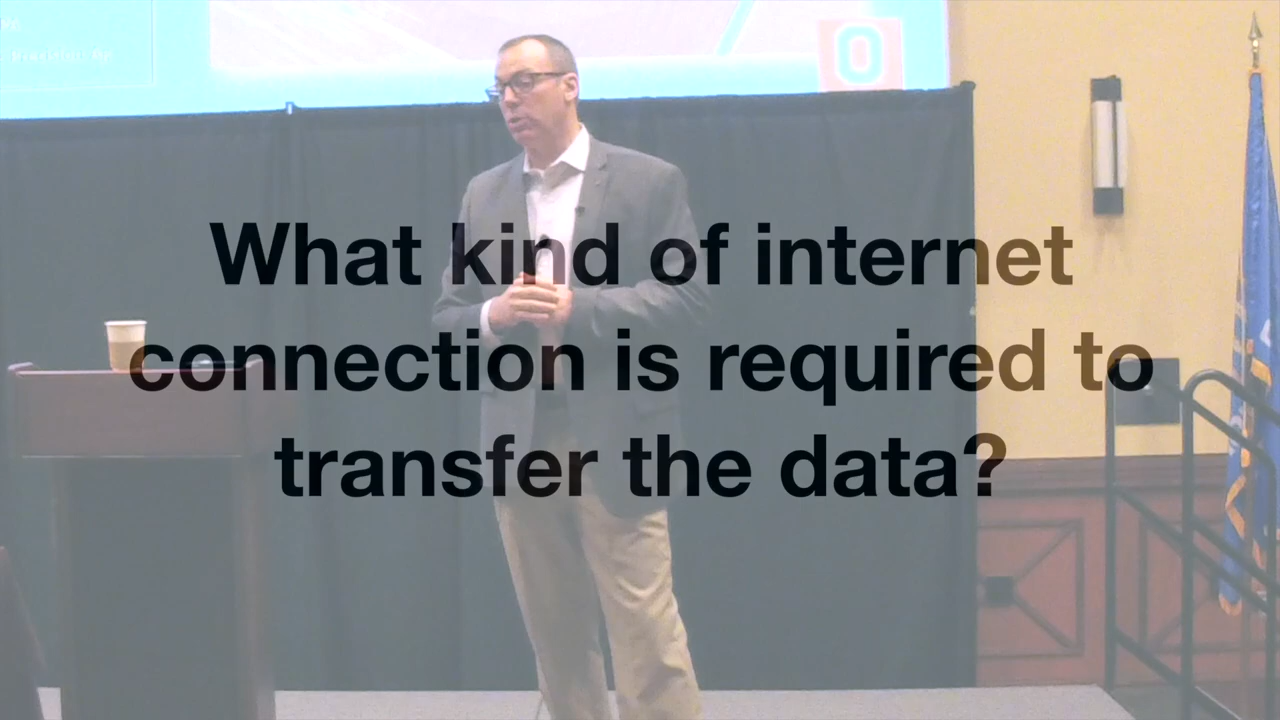 O
What kind of internet
connection is required to
transfer the data?